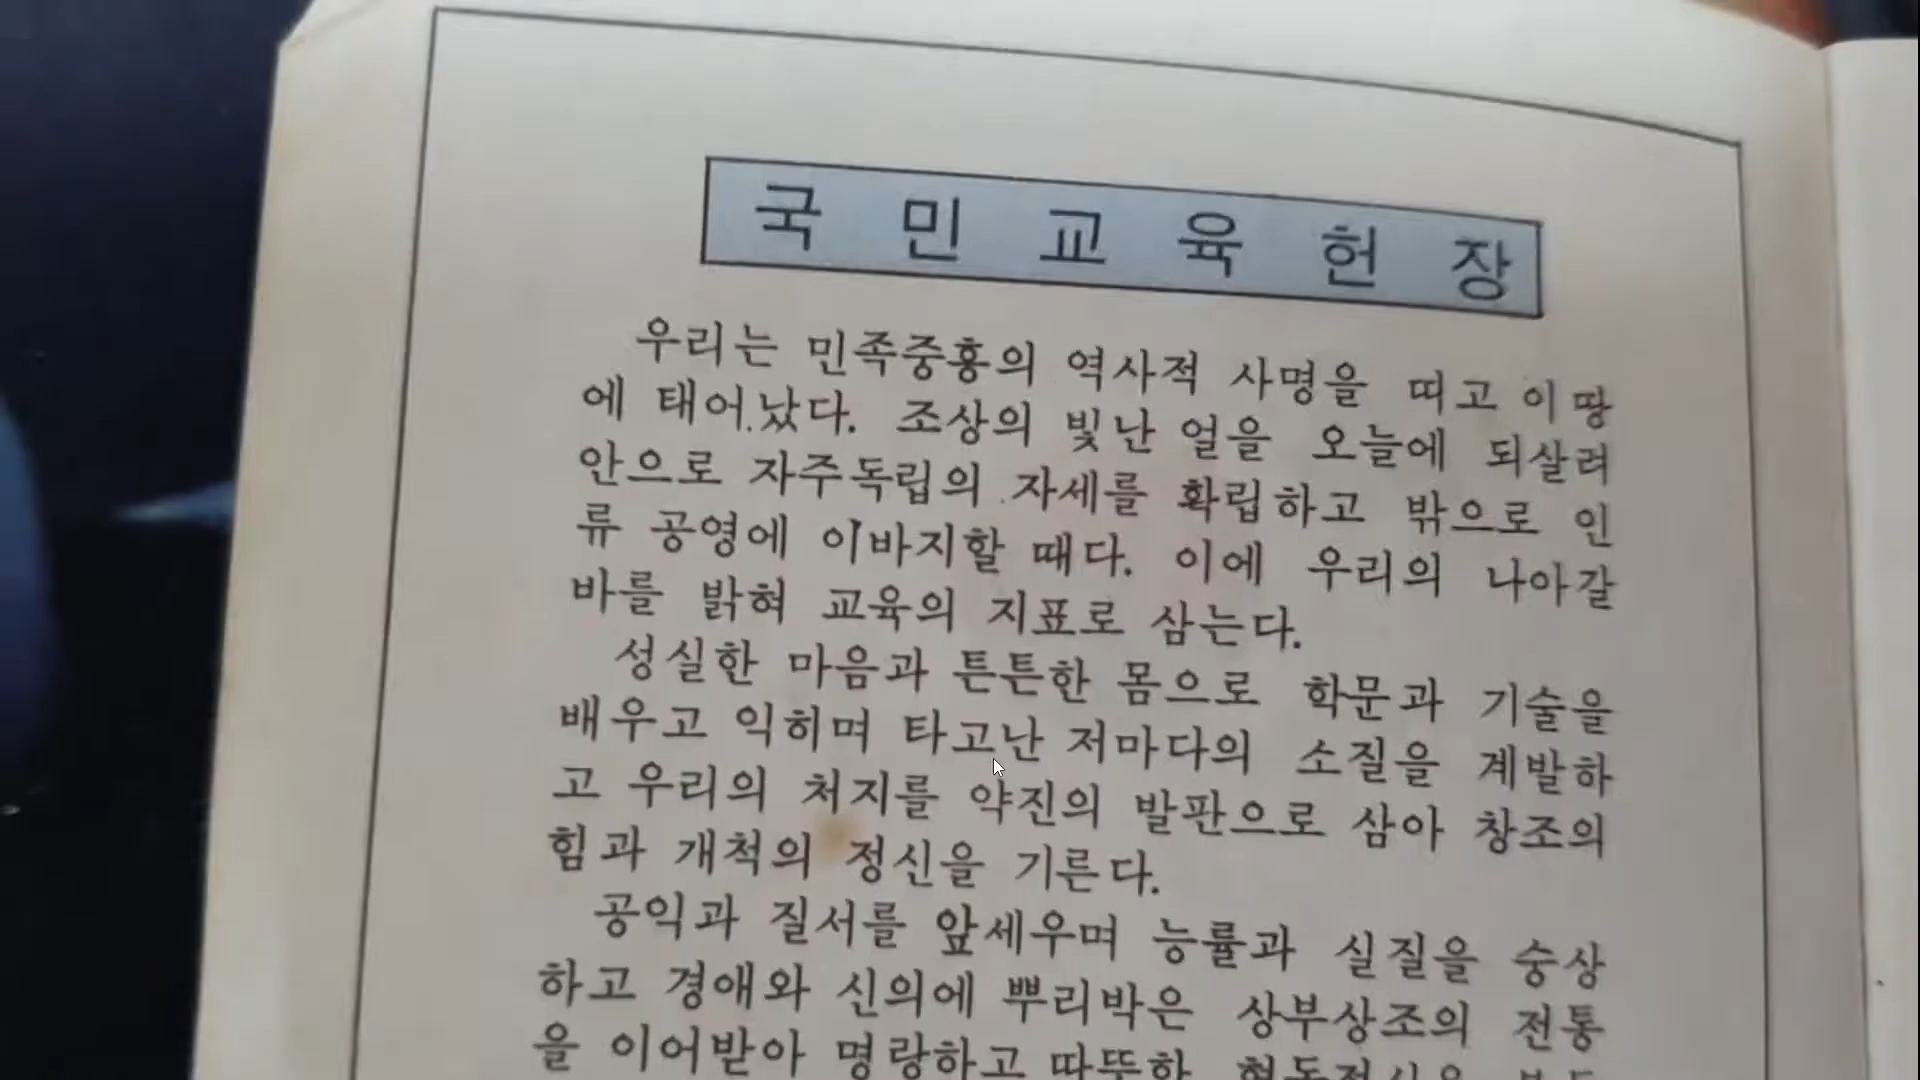 국민교육헌장
우리는 민족중흥의 역사적 사명을 띠고 이 땅
에 태어났다. 조상의 빛난 얼을 오늘에 되살려
안으로 자주독립의 자세를 확립하고 밖으로 인
류 공영에 이바지할 때다. 이에 우리의 나아갈
바를 밝혀 교육의 지표로 삼는다.
성실한 마음과 튼튼한 몸으로 학문과 기술을
배우고 익히며 타고난 저마다의 소질을 계발하
고 우리의 처지를 약진의 발판으로 삼아 창조의
힘과 개척의 정신을 기른다.
공익과 질서를 앞세우며 능률과 실질을 숭상
하고 경애와 신의에 뿌리박은 상부상조의 전통
을 이어받아 명랑하고 따뜻한